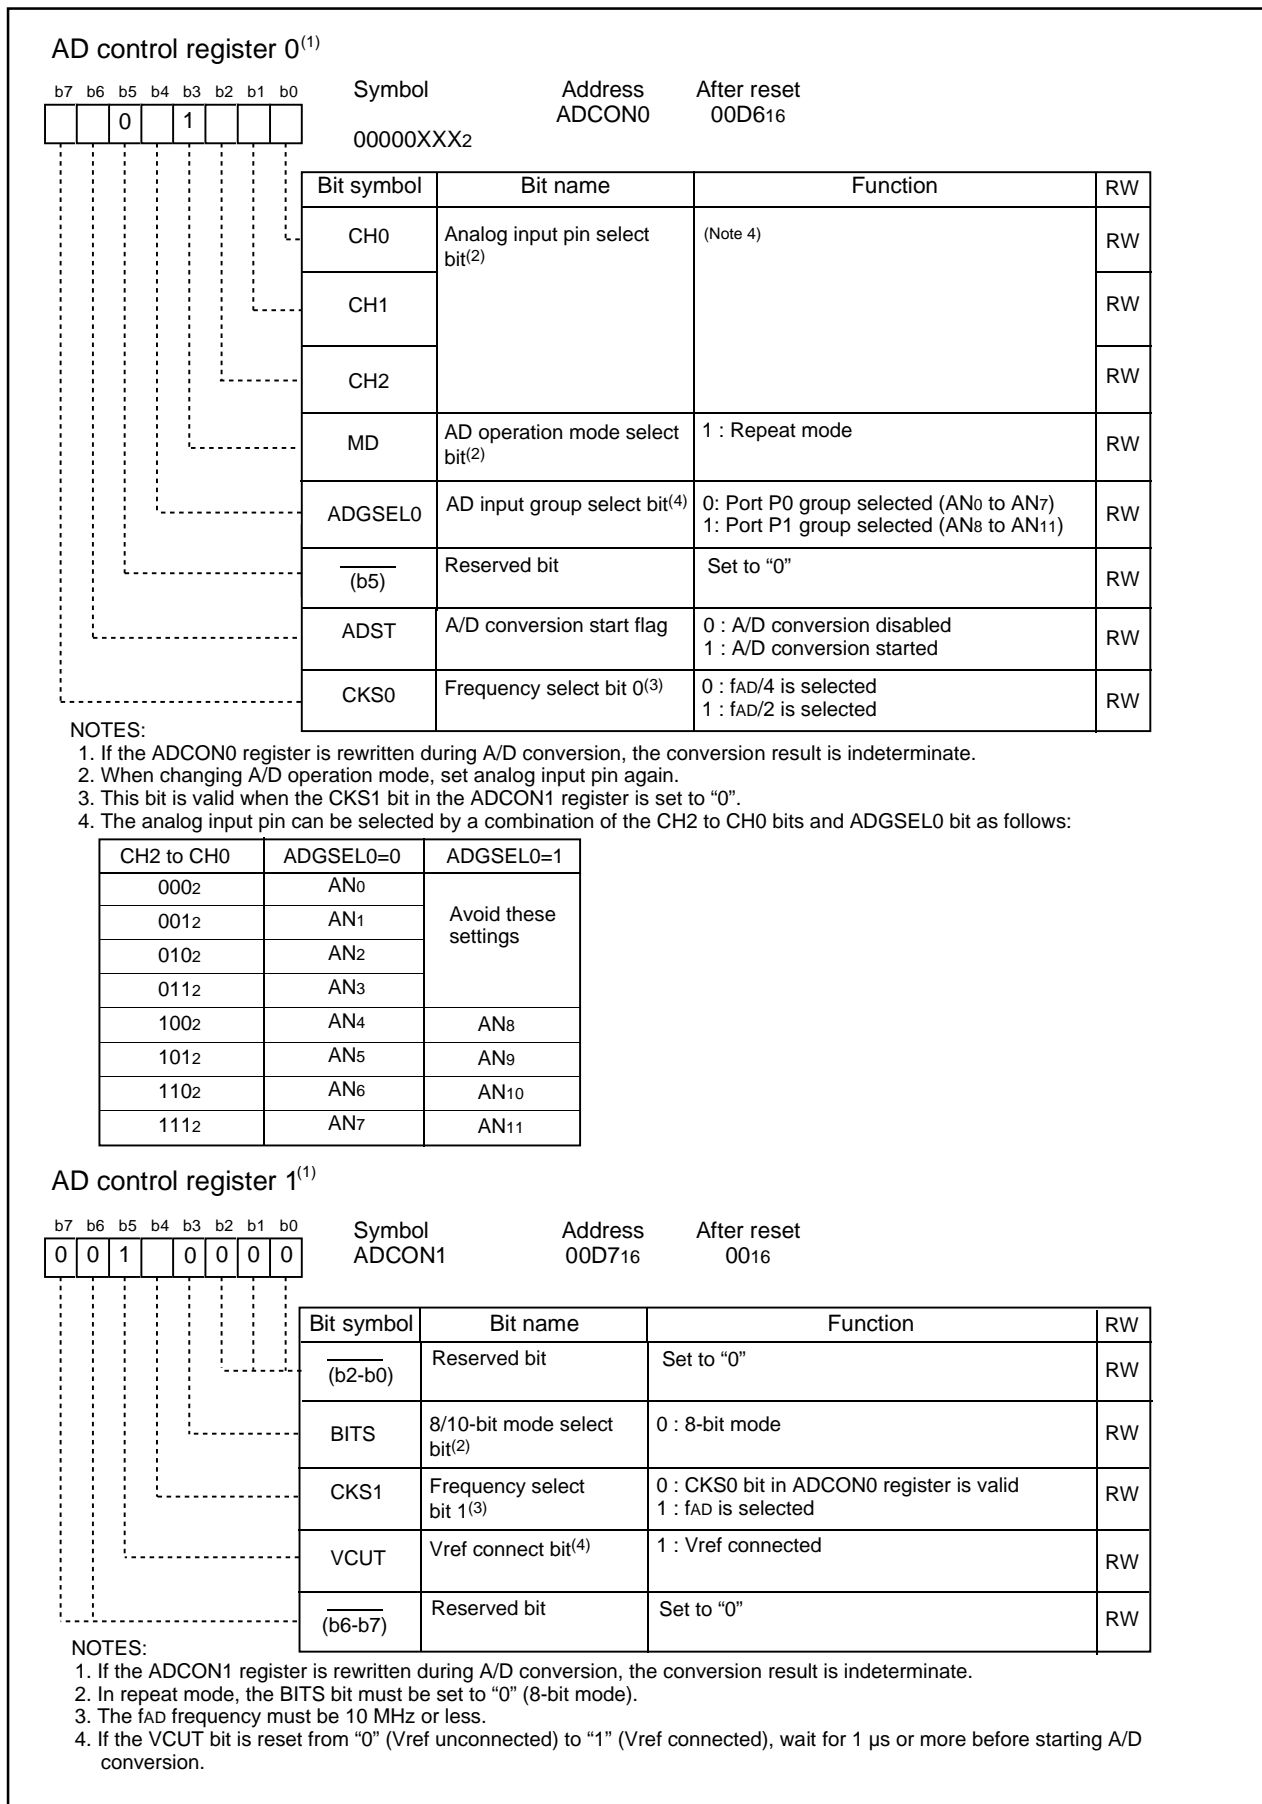 AD control register 0(1)
b7 b6 b5 b4 b3 b2 b1 b0
Symbol Address After reset
ADCON0 00D616
0 1
00000XXX2
Bit symbol Bit name Function RW
CH0 Analog input pin select bit(2) (Note 4) RW
CH1 RW
CH2 RW
MD AD operation mode select bit(2) 1 : Repeat mode RW
ADGSEL0 AD input group select bit(4) 0: Port P0 group selected (AN0 to AN7)
1: Port P1 group selected (AN8 to AN11) RW
(b5) Reserved bit Set to “0” RW
ADST A/D conversion start flag 0 : A/D conversion disabled
1 : A/D conversion started RW
CKS0 Frequency select bit 0(3) 0 : fAD/4 is selected
1 : fAD/2 is selected RW
NOTES:
1. If the ADCON0 register is rewritten during A/D conversion, the conversion result is indeterminate.
2. When changing A/D operation mode, set analog input pin again.
3. This bit is valid when the CKS1 bit in the ADCON1 register is set to “0”.
4. The analog input pin can be selected by a combination of the CH2 to CH0 bits and ADGSEL0 bit as follows:
CH2 to CH0 ADGSEL0=0 ADGSEL0=1
0002 AN0 Avoid these settings
0012 AN1
0102 AN2
0112 AN3
1002 AN4 AN8
1012 AN5 AN9
1102 AN6 AN10
1112 AN7 AN11
AD control register 1(1)
b7 b6 b5 b4 b3 b2 b1 b0
0 0 1 0 0 0 0
Symbol Address After reset
ADCON1 00D716 0016
Bit symbol Bit name Function RW
(b2-b0) Reserved bit Set to “0” RW
BITS 8/10-bit mode select bit(2) 0 : 8-bit mode RW
CKS1 Frequency select bit 1(3) 0 : CKS0 bit in ADCON0 register is valid
1 : fAD is selected RW
VCUT Vref connect bit(4) 1 : Vref connected RW
(b6-b7) Reserved bit Set to “0” RW
NOTES:
1. If the ADCON1 register is rewritten during A/D conversion, the conversion result is indeterminate.
2. In repeat mode, the BITS bit must be set to “0” (8-bit mode).
3. The fAD frequency must be 10 MHz or less.
4. If the VCUT bit is reset from “0” (Vref unconnected) to “1” (Vref connected), wait for 1 µs or more before starting A/D
conversion.